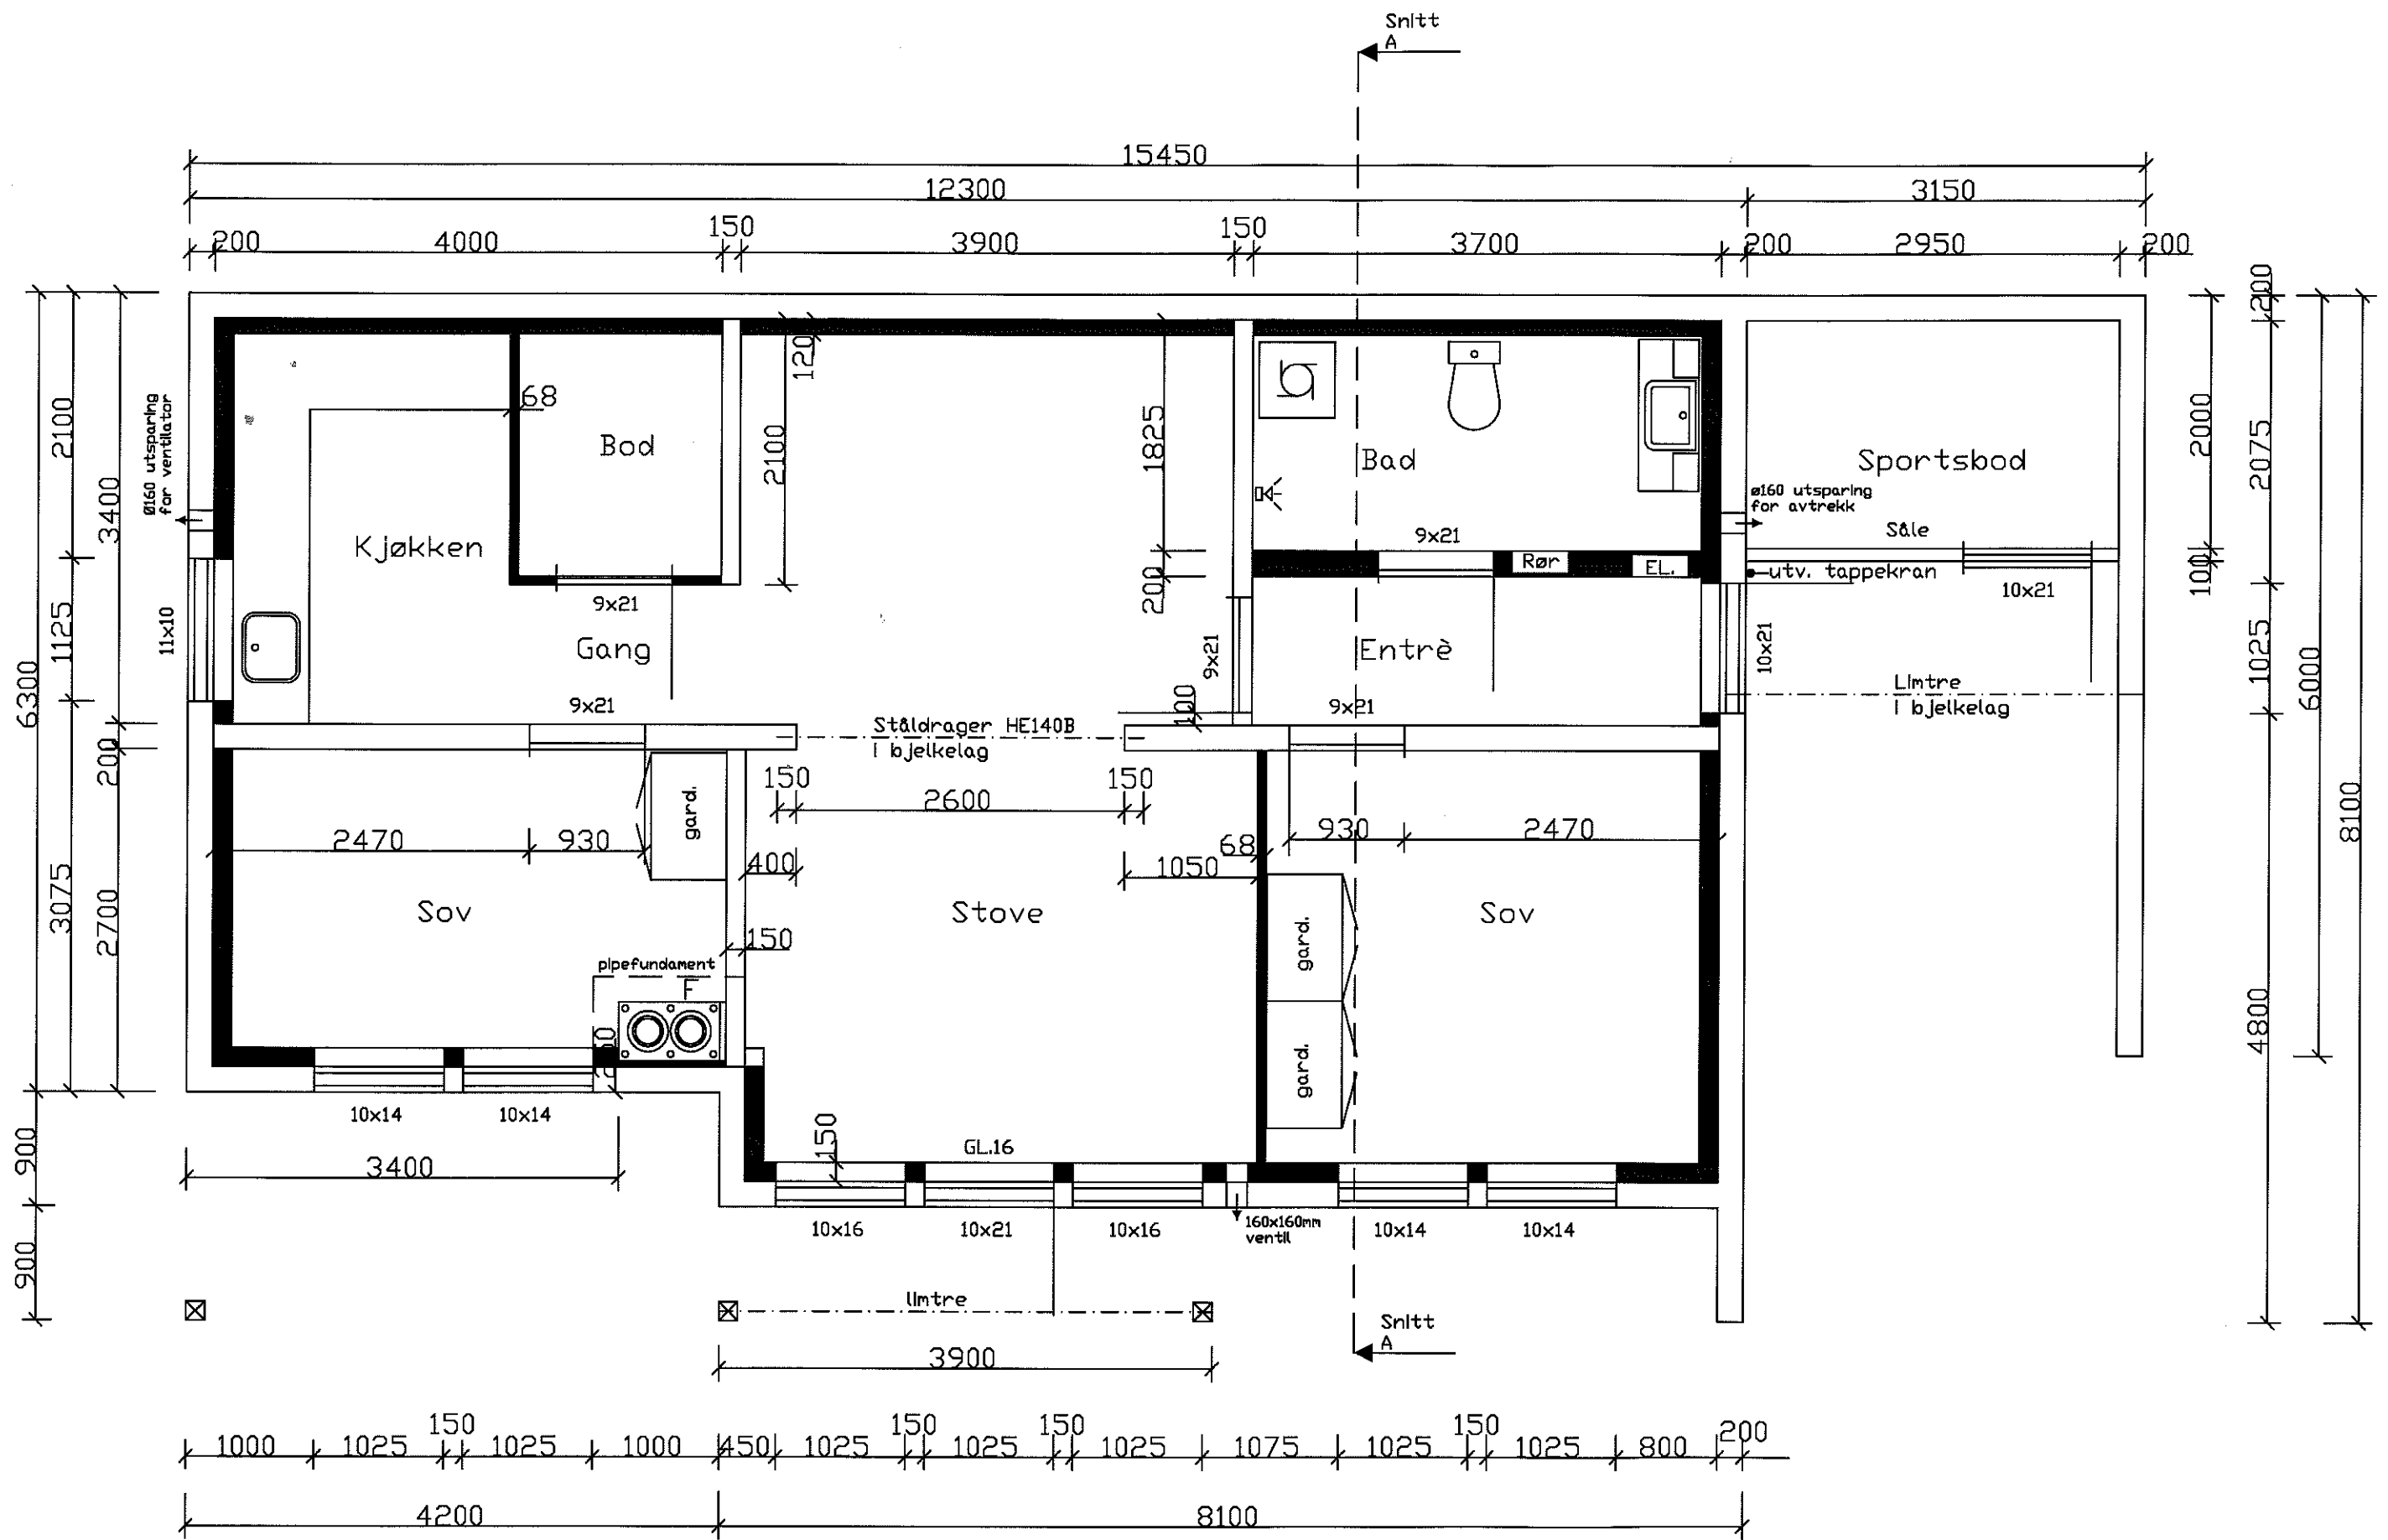 Snitt
A
15450
12300
3150
200
4000
150
3900
150
3700
200
2950
200
6300
2100
1125
3075
3400
200
2700
900
900
Ø160 utsparing
for ventilator
11x10
68
Bod
120
2100
1825
200
Kjøkken
9x21
Gang
9x21
Bad
9x21
Rør
EL.
9x21
Entrè
100
9x21
10x21
Sportsbod
ø160 utsparing
for avtrekk
Såle
utv. tappekran
10x21
Limtre
i bjelkelag
200
2000
2075
100
1025
6000
8100
4800
Ståldrager HE140B
i bjelkelag
150
2600
150
2470
930
gard.
400
1050
68
930
2470
Sov
Stove
Sov
150
pipefundament
F
gard.
gard.
10x14
10x14
3400
150
GL.16
10x16
10x21
10x16
160x160mm
ventil
10x14
10x14
limtre
Snitt
A
3900
1000
1025
150
1025
1000
450
1025
150
1025
150
1025
1075
1025
150
1025
800
200
4200
8100